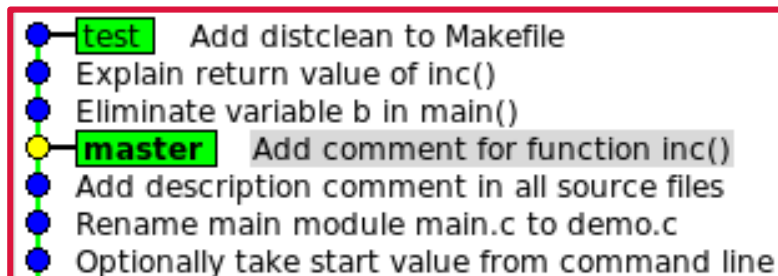 test Add distclean to Makefile
Explain return value of inc()
Eliminate variable b in main()
master Add comment for function inc()
Add description comment in all source files
Rename main module main.c to demo.c
Optionally take start value from command line